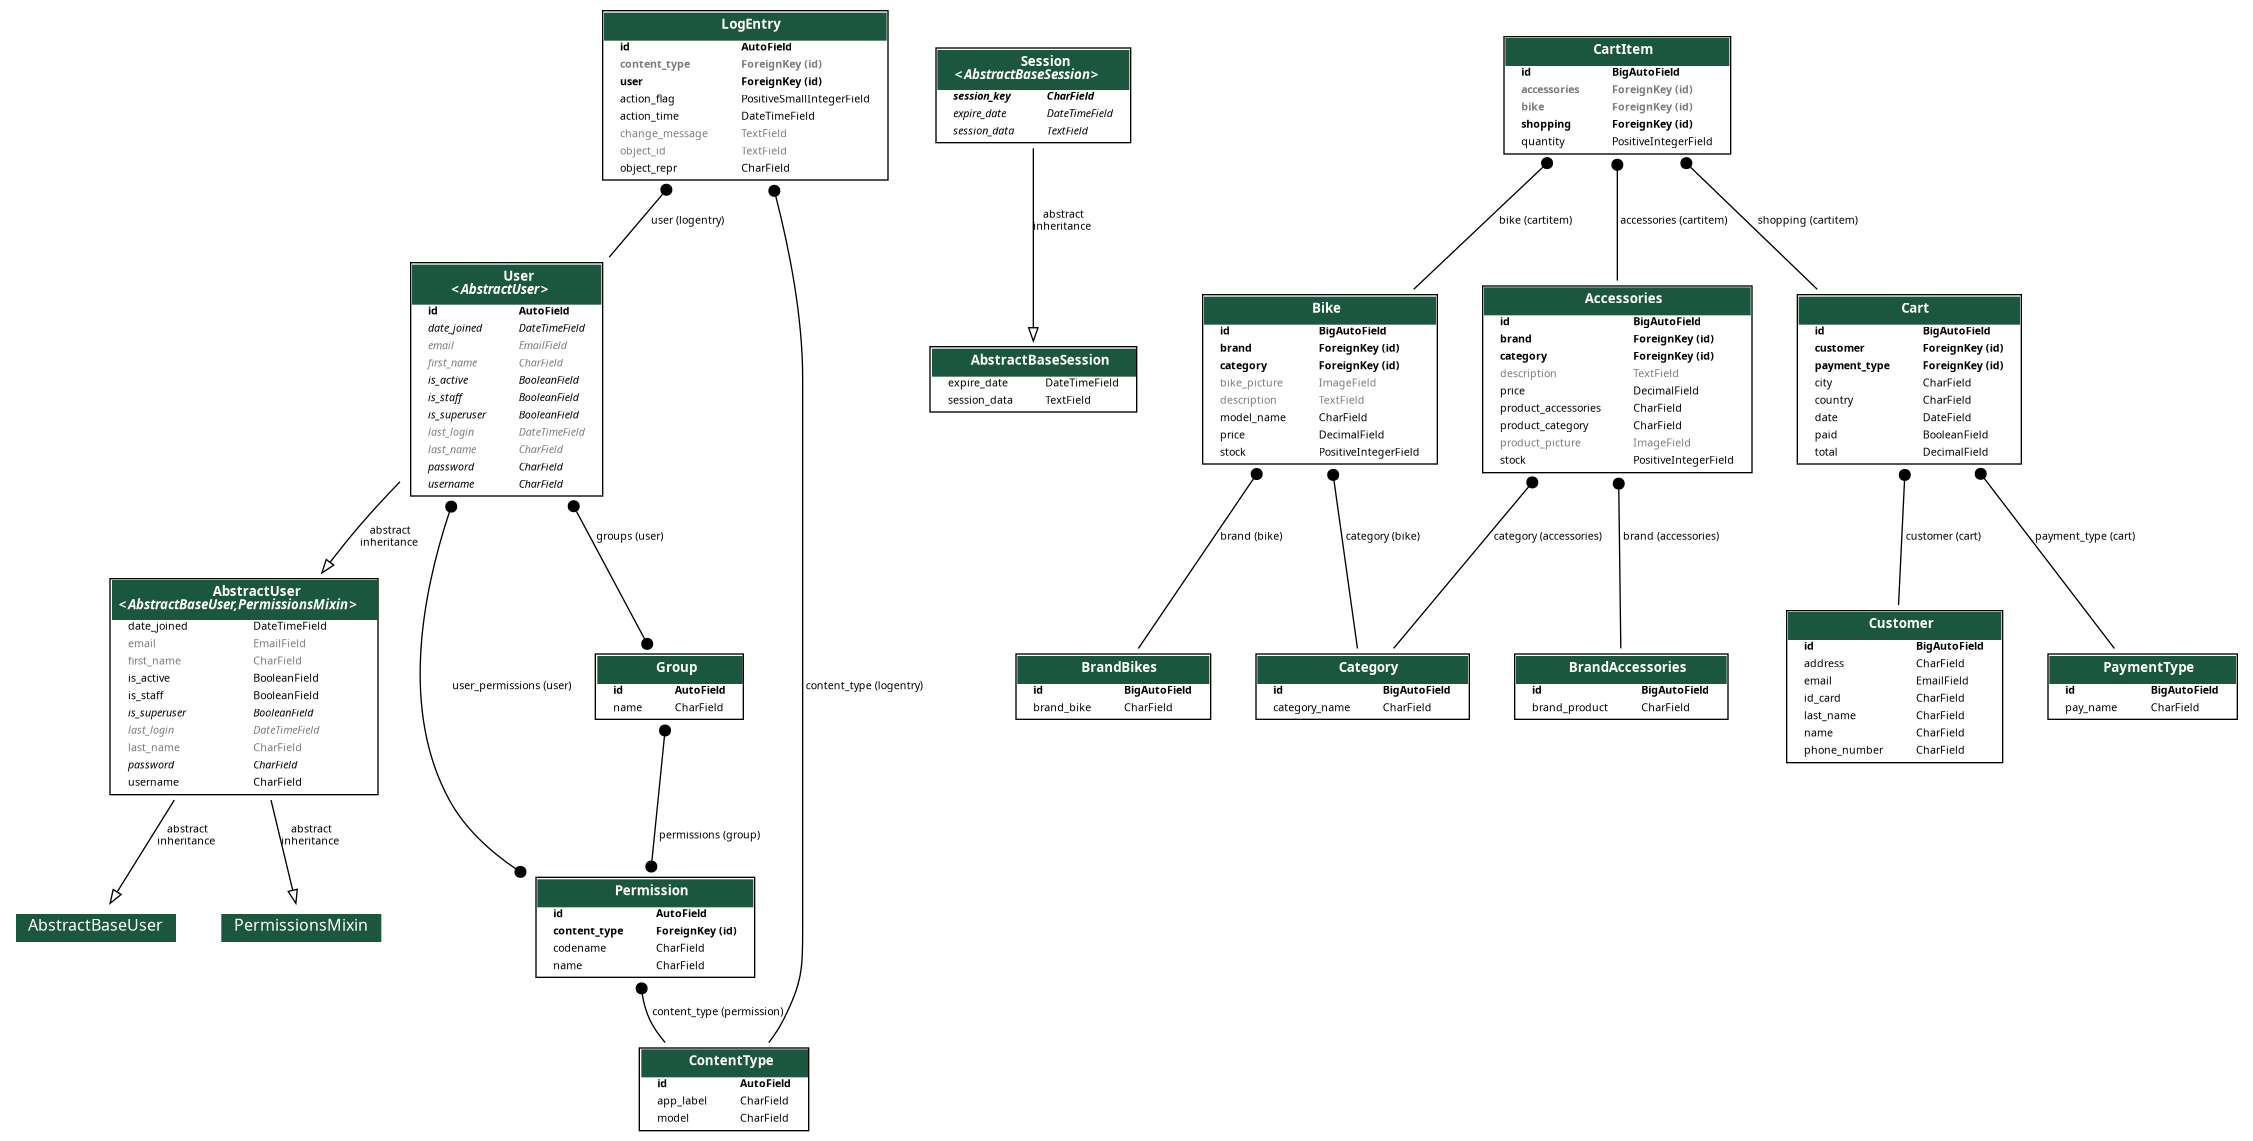 LogEntry
id AutoField
content_type ForeignKey (id)
user ForeignKey (id)
action_flag PositiveSmallIntegerField
action_time DateTimeField
change_message TextField
object_id TextField
object_repr CharField
Session
<AbstractBaseSession>
session_key CharField
expire_date DateTimeField
session_data TextField
CartItem
id BigAutoField
accessories ForeignKey (id)
bike ForeignKey (id)
shopping ForeignKey (id)
quantity PositiveIntegerField
user (logentry)
abstract
inheritance
bike (cartitem)
accessories (cartitem)
shopping (cartitem)
User
<AbstractUser>
id AutoField
date_joined DateTimeField
email EmailField
first_name CharField
is_active BooleanField
is_staff BooleanField
is_superuser BooleanField
last_login DateTimeField
last_name CharField
password CharField
username CharField
AbstractBaseSession
expire_date DateTimeField
session_data TextField
Bike
id BigAutoField
brand ForeignKey (id)
category ForeignKey (id)
bike_picture ImageField
description TextField
model_name CharField
price DecimalField
stock PositiveIntegerField
Accessories
id BigAutoField
brand ForeignKey (id)
category ForeignKey (id)
description TextField
price DecimalField
product_accessories CharField
product_category CharField
product_picture ImageField
stock PositiveIntegerField
Cart
id BigAutoField
customer ForeignKey (id)
payment_type ForeignKey (id)
city CharField
country CharField
date DateField
paid BooleanField
total DecimalField
abstract
inheritance
groups (user)
brand (bike)
category (bike)
category (accessories)
brand (accessories)
customer (cart)
payment_type (cart)
AbstractUser
<AbstractBaseUser,PermissionsMixin>
date_joined DateTimeField
email EmailField
first_name CharField
is_active BooleanField
is_staff BooleanField
is_superuser BooleanField
last_login DateTimeField
last_name CharField
password CharField
username CharField
user_permissions (user)
Group
id AutoField
name CharField
content_type (logentry)
BrandBikes
id BigAutoField
brand_bike CharField
Category
id BigAutoField
category_name CharField
BrandAccessories
id BigAutoField
brand_product CharField
Customer
id BigAutoField
address CharField
email EmailField
id_card CharField
last_name CharField
name CharField
phone_number CharField
PaymentType
id BigAutoField
pay_name CharField
abstract
inheritance
abstract
inheritance
permissions (group)
AbstractBaseUser
PermissionsMixin
Permission
id AutoField
content_type ForeignKey (id)
codename CharField
name CharField
content_type (permission)
ContentType
id AutoField
app_label CharField
model CharField